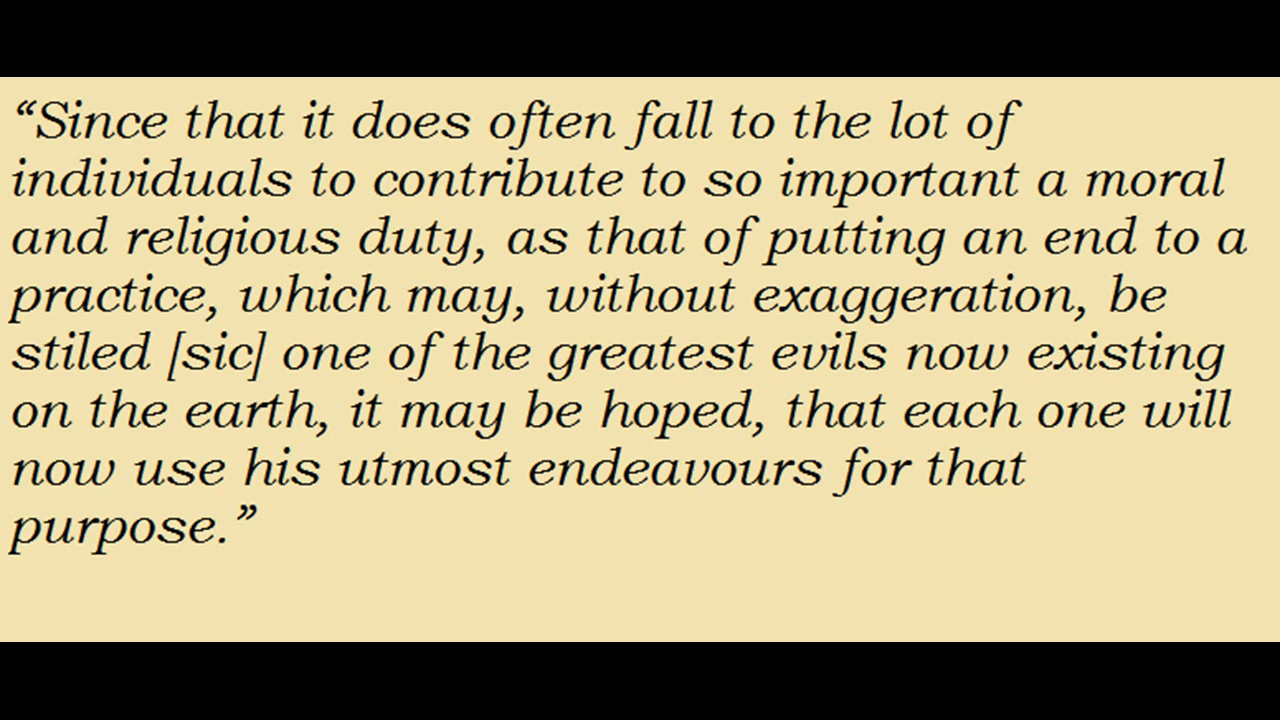 “Since that it does often fall to the lot of
individuals to contribute to so important a moral
and religious duty, as that of putting an end to a
practice, which may, without exaggeration, be
stiled [sic] one of the greatest evils now existing
on the earth, it may be hoped, that each one will
now use his utmost endeavours for that
purpose.”